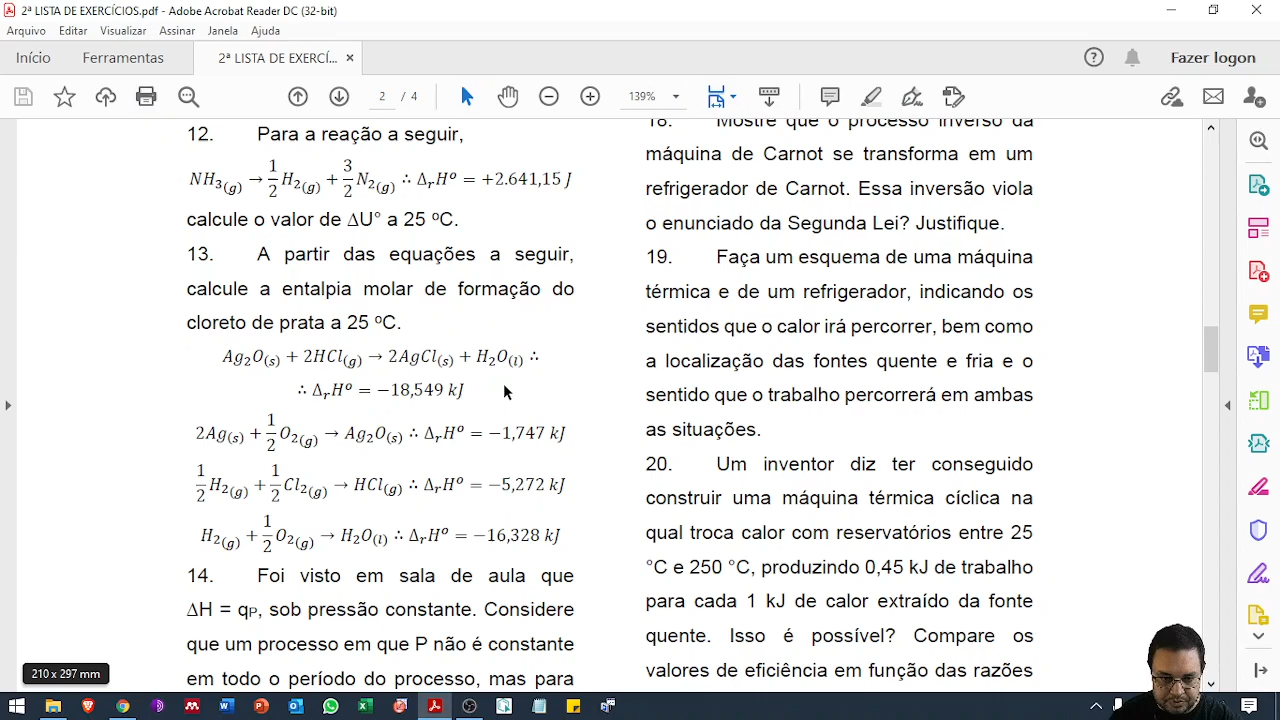 2ª LISTA DE EXERCÍCIOS.pdf - Adobe Acrobat Reader DC (32-bit)
Arquivo Editar Visualizar Assinar Janela Ajuda
Início Ferramentas 2ª LISTA DE EXERCÍ... × Fazer logon
2 / 4 139%
12. Para a reação a seguir,
NH₃(g) → 1/2 H₂(g) + 3/2 N₂(g) ∴ ΔᵣHº = +2.641,15 J
calcule o valor de ΔU° a 25 ºC.
13. A partir das equações a seguir,
calcule a entalpia molar de formação do
cloreto de prata a 25 ºC.
Ag₂O(s) + 2HCl(g) → 2AgCl(s) + H₂O(l) ∴
∴ ΔᵣHº = −18,549 kJ
2Ag(s) + 1/2 O₂(g) → Ag₂O(s) ∴ ΔᵣHº = −1,747 kJ
1/2 H₂(g) + 1/2 Cl₂(g) → HCl(g) ∴ ΔᵣHº = −5,272 kJ
H₂(g) + 1/2 O₂(g) → H₂O(l) ∴ ΔᵣHº = −16,328 kJ
14. Foi visto em sala de aula que
ΔH = qP, sob pressão constante. Considere
que um processo em que P não é constante
em todo o período do processo, mas para
18. Mostre que o processo inverso da
máquina de Carnot se transforma em um
refrigerador de Carnot. Essa inversão viola
o enunciado da Segunda Lei? Justifique.
19. Faça um esquema de uma máquina
térmica e de um refrigerador, indicando os
sentidos que o calor irá percorrer, bem como
a localização das fontes quente e fria e o
sentido que o trabalho percorrerá em ambas
as situações.
20. Um inventor diz ter conseguido
construir uma máquina térmica cíclica na
qual troca calor com reservatórios entre 25
°C e 250 °C, produzindo 0,45 kJ de trabalho
para cada 1 kJ de calor extraído da fonte
quente. Isso é possível? Compare os
valores de eficiência em função das razões
210 x 297 mm